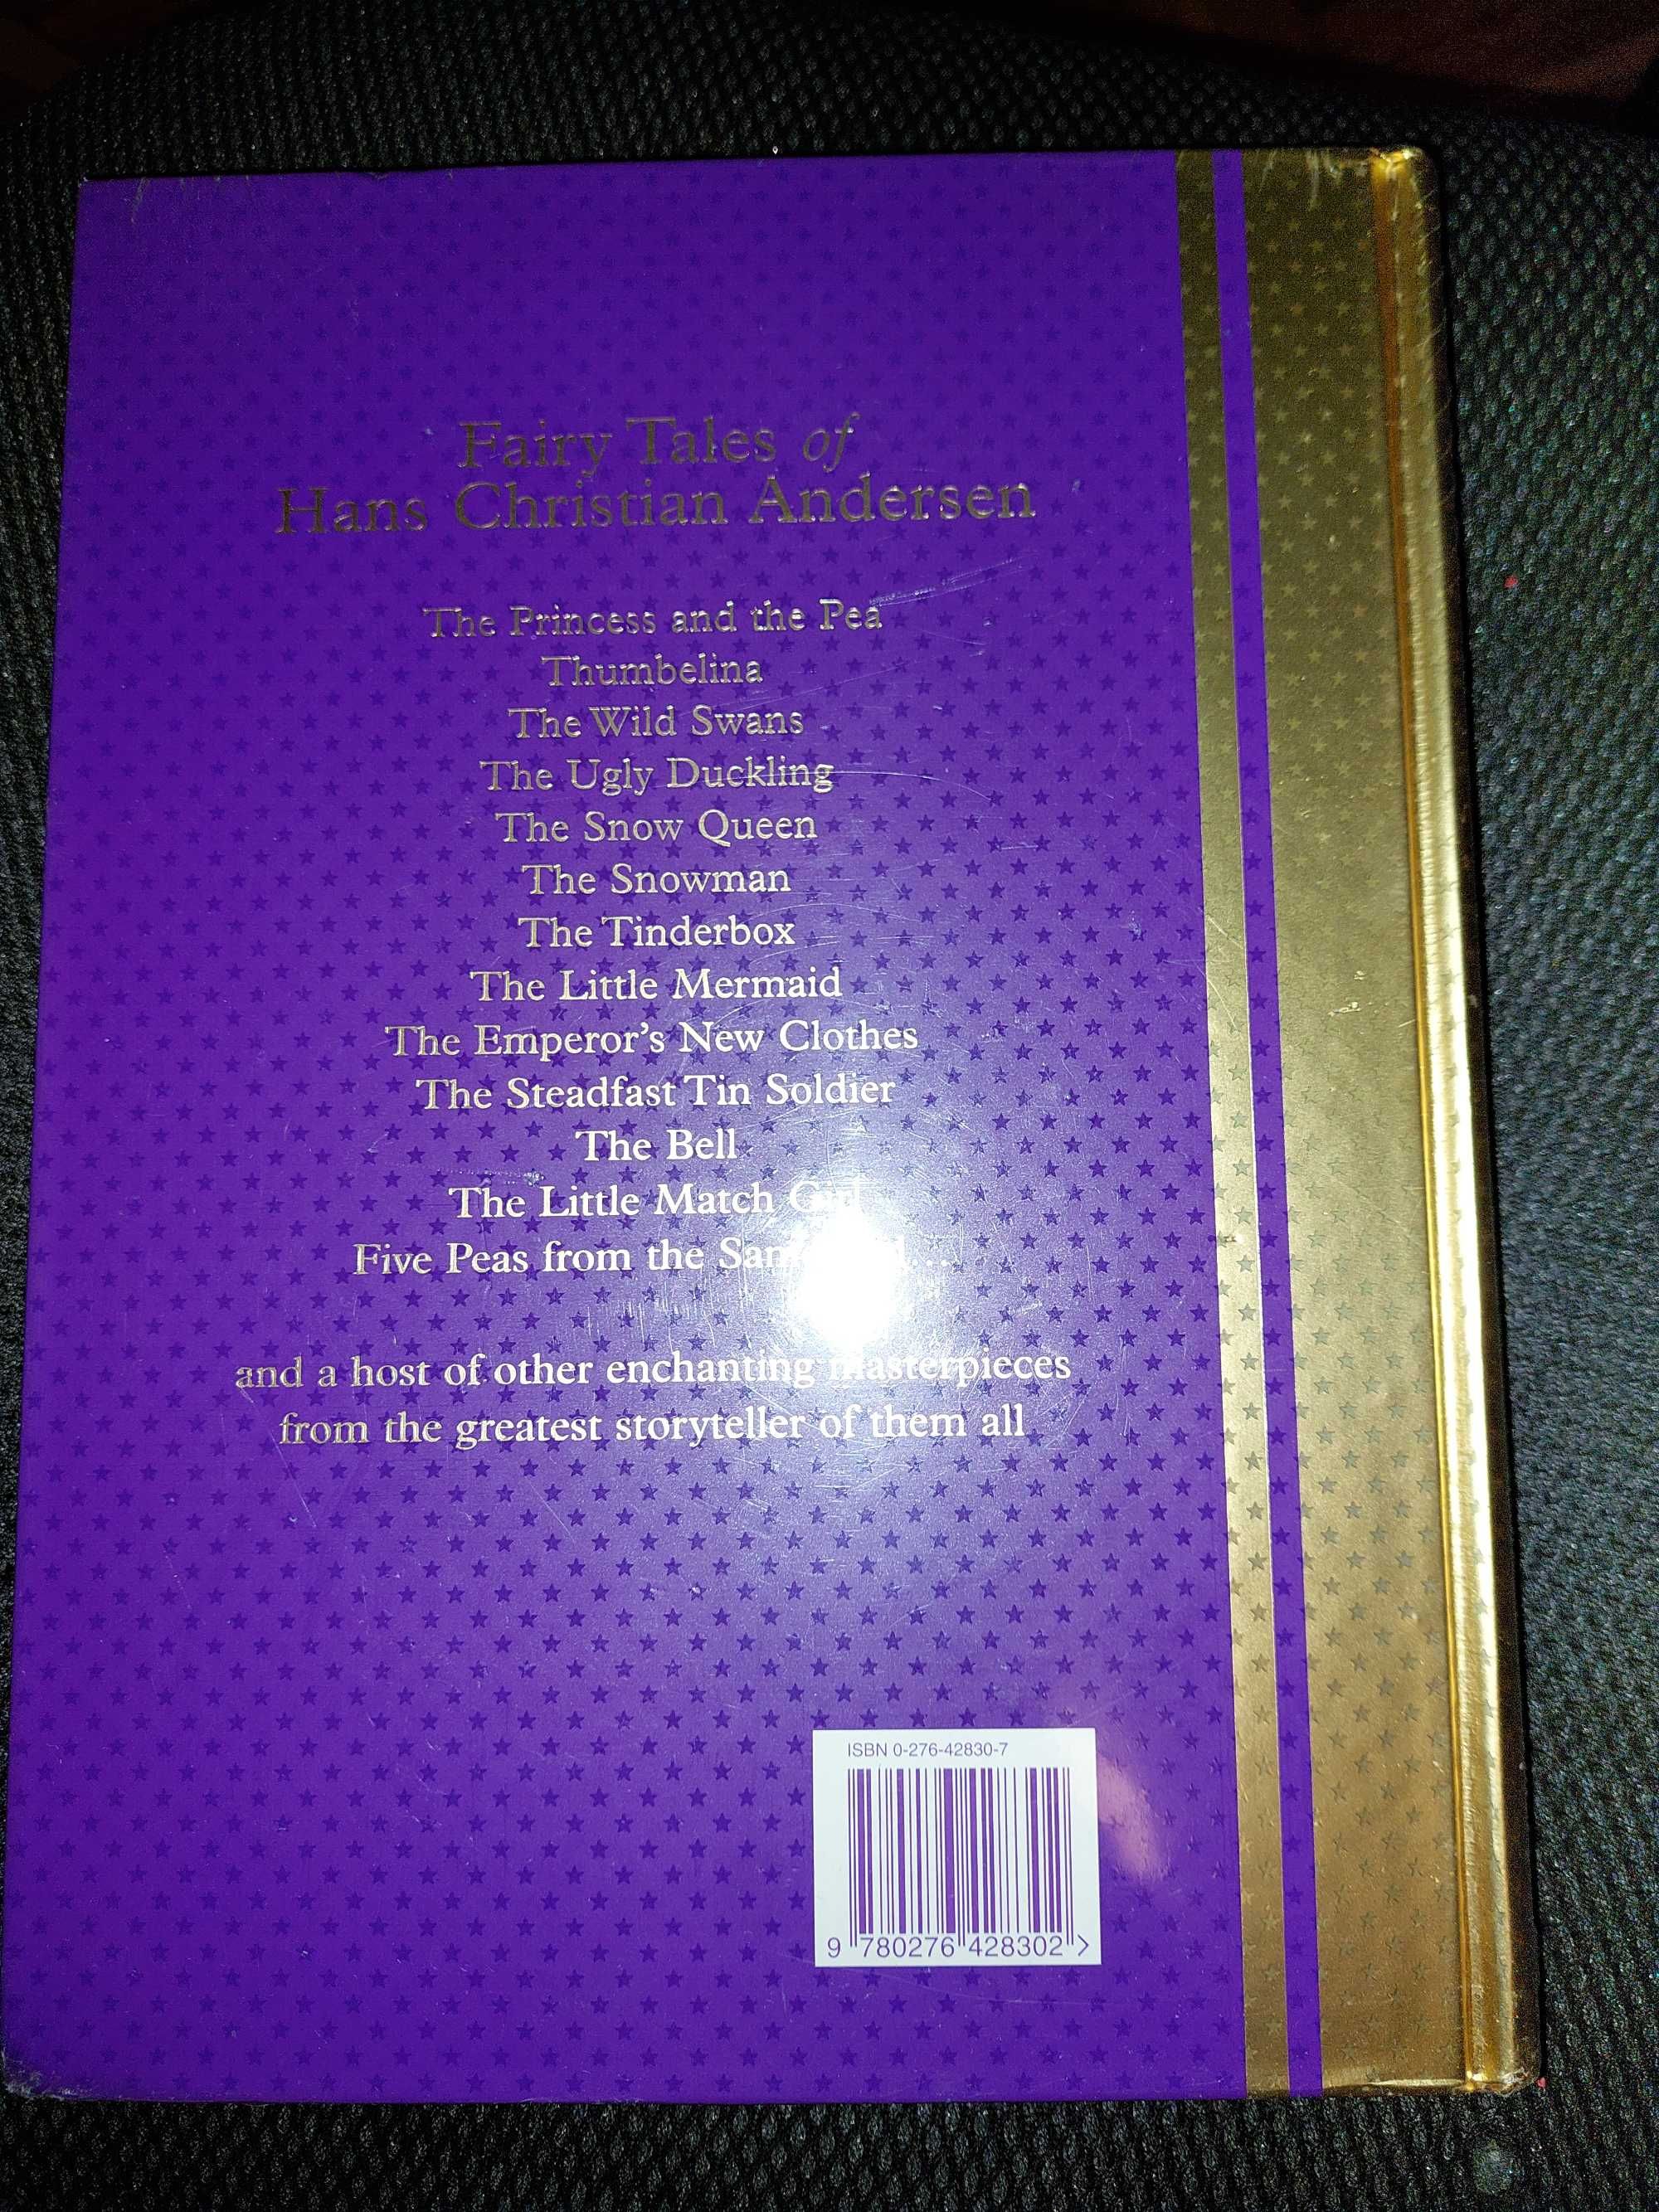 Fairy Tales of
Hans Christian Andersen
The Princess and the Pea
Thumbelina
The Wild Swans
The Ugly Duckling
The Snow Queen
The Snowman
The Tinderbox
The Little Mermaid
The Emperor's New Clothes
The Steadfast Tin Soldier
The Bell
The Little Match Girl
Five Peas from the
and a host of other enchanting masterpieces
from the greatest storyteller of them all
ISBN 0-276-42830-7
9 780276 428302 >